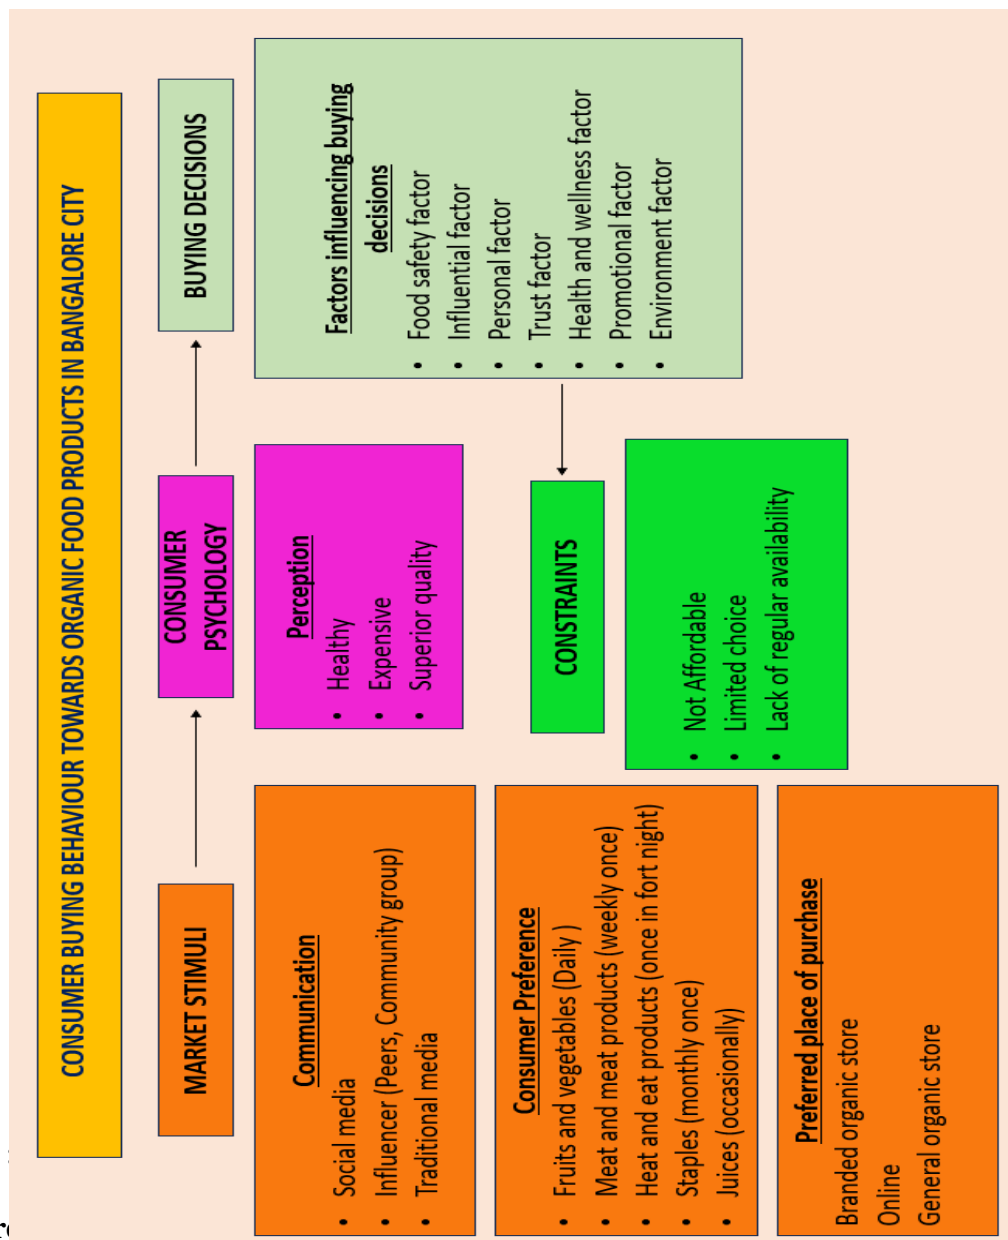 CONSUMER BUYING BEHAVIOUR TOWARDS ORGANIC FOOD PRODUCTS IN BANGALORE CITY
MARKET STIMULI
CONSUMER
PSYCHOLOGY
BUYING DECISIONS
Communication
• Social media
• Influencer (Peers, Community group)
• Traditional media
Consumer Preference
• Fruits and vegetables (Daily )
• Meat and meat products (weekly once)
• Heat and eat products (once in fort night)
• Staples (monthly once)
• Juices (occasionally)
Preferred place of purchase
Branded organic store
Online
General organic store
Perception
• Healthy
• Expensive
• Superior quality
CONSTRAINTS
• Not Affordable
• Limited choice
• Lack of regular availability
Factors influencing buying
decisions
• Food safety factor
• Influential factor
• Personal factor
• Trust factor
• Health and wellness factor
• Promotional factor
• Environment factor